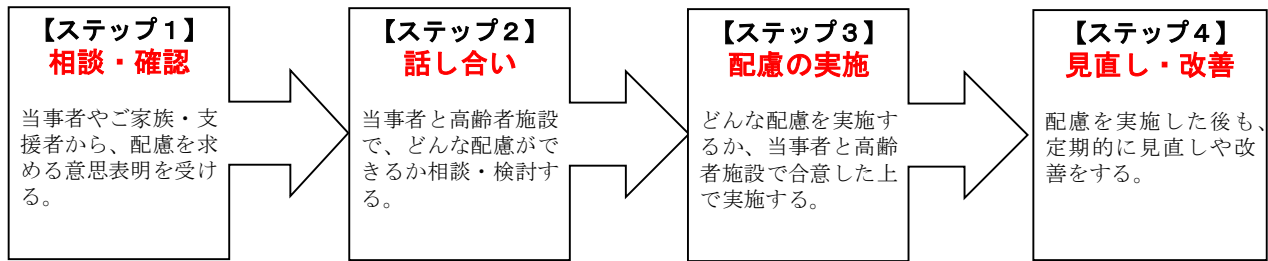 【ステップ１】
相談・確認
当事者やご家族・支
援者から、配慮を求
める意思表明を受け
る。
【ステップ２】
話し合い
当事者と高齢者施設
で、どんな配慮がで
きるか相談・検討す
る。
【ステップ３】
配慮の実施
どんな配慮を実施す
るか、当事者と高齢
者施設で合意した上
で実施する。
【ステップ４】
見直し・改善
配慮を実施した後も、
定期的に見直しや改
善をする。